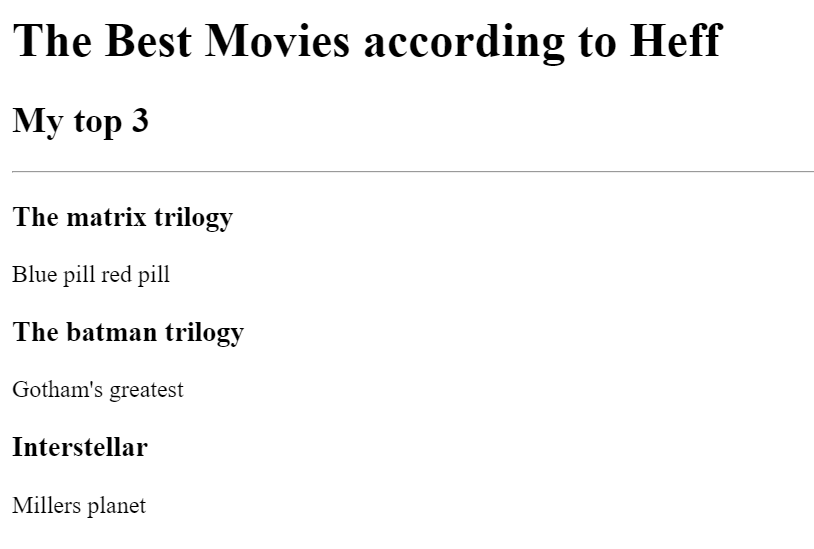 The Best Movies according to Heff
My top 3
The matrix trilogy
Blue pill red pill
The batman trilogy
Gotham's greatest
Interstellar
Millers planet